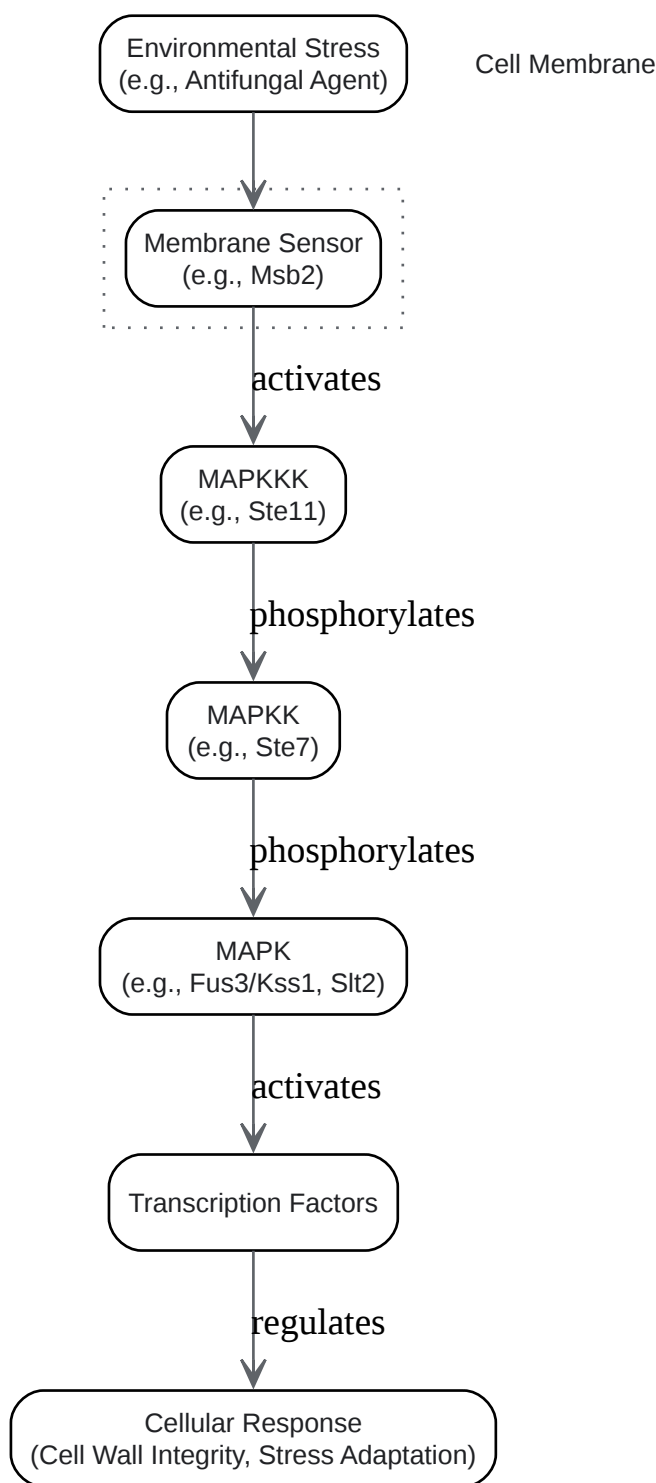 Environmental Stress
(e.g., Antifungal Agent)
Cell Membrane
Membrane Sensor
(e.g., Msb2)
activates
MAPKKK
(e.g., Ste11)
phosphorylates
MAPKK
(e.g., Ste7)
phosphorylates
MAPK
(e.g., Fus3/Kss1, Slt2)
activates
Transcription Factors
regulates
Cellular Response
(Cell Wall Integrity, Stress Adaptation)